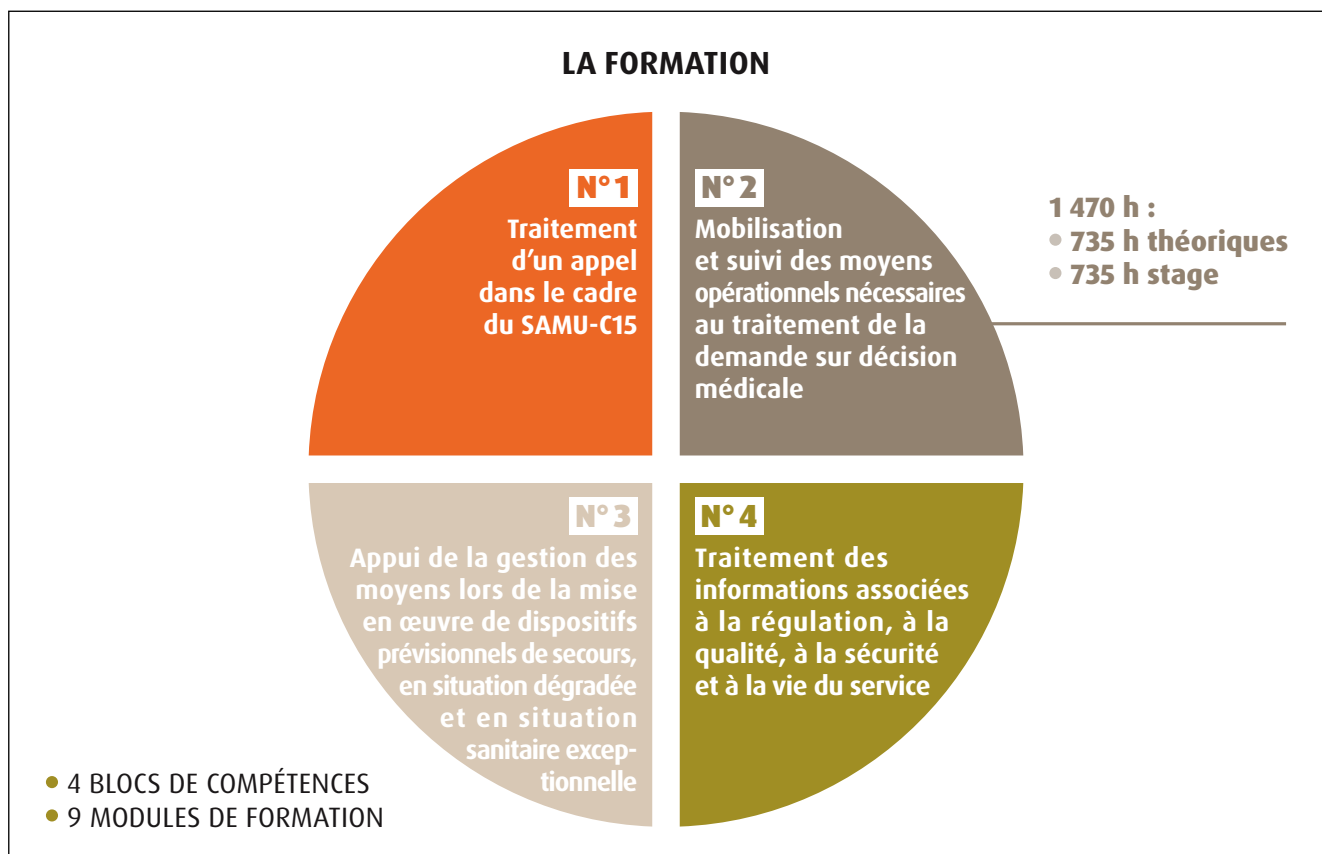 LA FORMATION
N° 1
Traitement
d'un appel
dans le cadre
du SAMU-C15
N° 2
Mobilisation
et suivi des moyens
opérationnels nécessaires
au traitement de la
demande sur décision
médicale
1 470 h :
• 735 h théoriques
• 735 h stage
N° 3
Appui de la gestion des
moyens lors de la mise
en œuvre de dispositifs
prévisionnels de secours,
en situation dégradée
et en situation
sanitaire excep-
tionnelle
N° 4
Traitement des
informations associées
à la régulation, à la
qualité, à la sécurité
et à la vie du service
• 4 BLOCS DE COMPÉTENCES
• 9 MODULES DE FORMATION